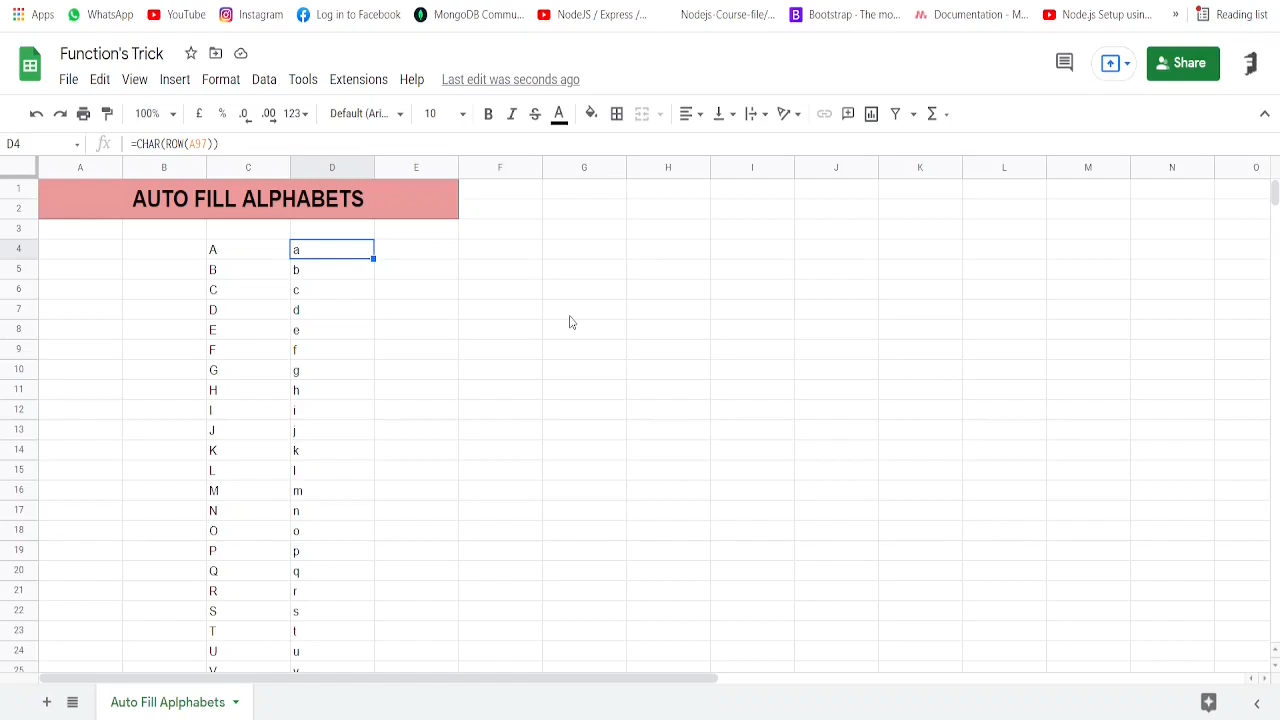 Apps WhatsApp YouTube Instagram Log in to Facebook MongoDB Comm... NodeJS / Express /... Nodejs-Course-file/... Bootstrap - The mo... Documentation - M... Node.js Setup usin... » Reading list
Function's Trick
File Edit View Insert Format Data Tools Extensions Help Last edit was seconds ago
Share
100% £ % .0 .00 123 Default (Ari... 10 B I S A Σ
D4 fx =CHAR(ROW(A97))
A B C D E F G H I J K L M N O
1 AUTO FILL ALPHABETS
2
3
4 A a
5 B b
6 C c
7 D d
8 E e
9 F f
10 G g
11 H h
12 I i
13 J j
14 K k
15 L l
16 M m
17 N n
18 O o
19 P p
20 Q q
21 R r
22 S s
23 T t
24 U u
25 V v
+ Auto Fill Aplphabets